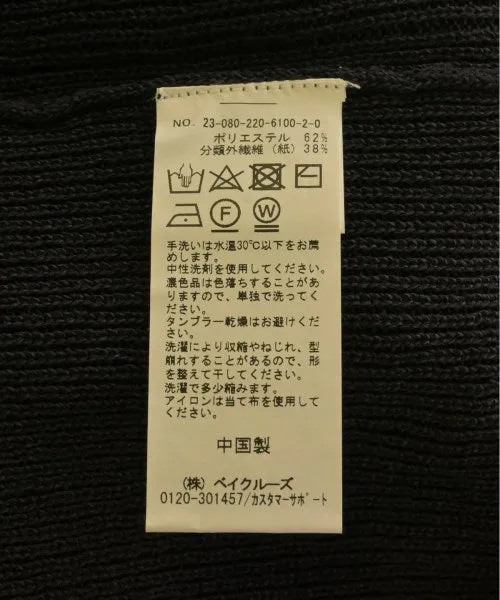 NO. 23-080-220-6100-2-0
ポリエステル 62%
分類外繊維（紙）38%
F W
手洗いは水温30℃以下をお薦
めします。
中性洗剤を使用してください。
濃色品は色落ちすることがあ
りますので、単独で洗ってく
ださい。
タンブラー乾燥はお避けくだ
さい。
洗濯により収縮やねじれ、型
崩れすることがあるので、形
を整えて干してください。
洗濯で多少縮みます。
アイロンは当て布を使用して
ください。
中国製
（株）ベイクルーズ
0120-301457/カスタマーサポート